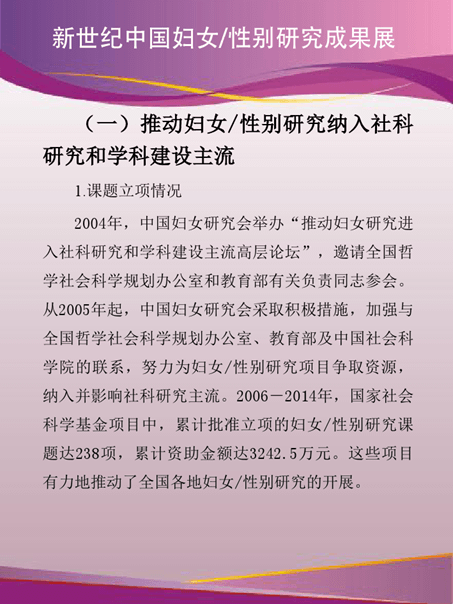 新世纪中国妇女/性别研究成果展
（一）推动妇女/性别研究纳入社科
研究和学科建设主流
1.课题立项情况
2004年，中国妇女研究会举办“推动妇女研究进
入社科研究和学科建设主流高层论坛”，邀请全国哲
学社会科学规划办公室和教育部有关负责同志参会。
从2005年起，中国妇女研究会采取积极措施，加强与
全国哲学社会科学规划办公室、教育部及中国社会科
学院的联系，努力为妇女/性别研究项目争取资源，
纳入并影响社科研究主流。2006－2014年，国家社会
科学基金项目中，累计批准立项的妇女/性别研究课
题达238项，累计资助金额达3242.5万元。这些项目
有力地推动了全国各地妇女/性别研究的开展。